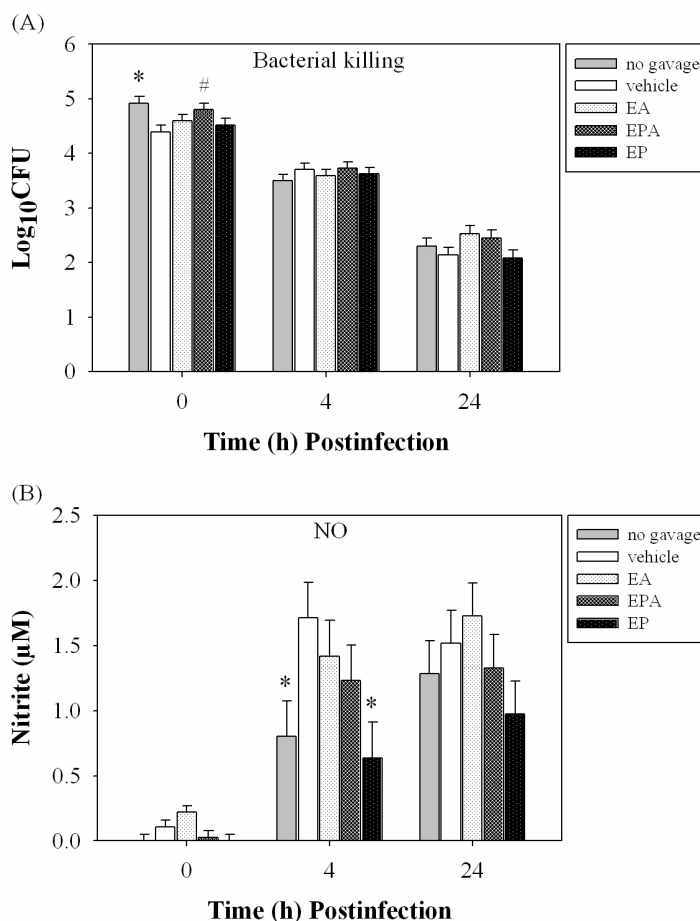 (A)
Bacterial killing
*
#
6
5
4
3
2
1
0
Log10CFU
0 4 24
Time (h) Postinfection
no gavage
vehicle
EA
EPA
EP
(B)
NO
*
*
2.5
2.0
1.5
1.0
0.5
0.0
Nitrite (µM)
0 4 24
Time (h) Postinfection
no gavage
vehicle
EA
EPA
EP